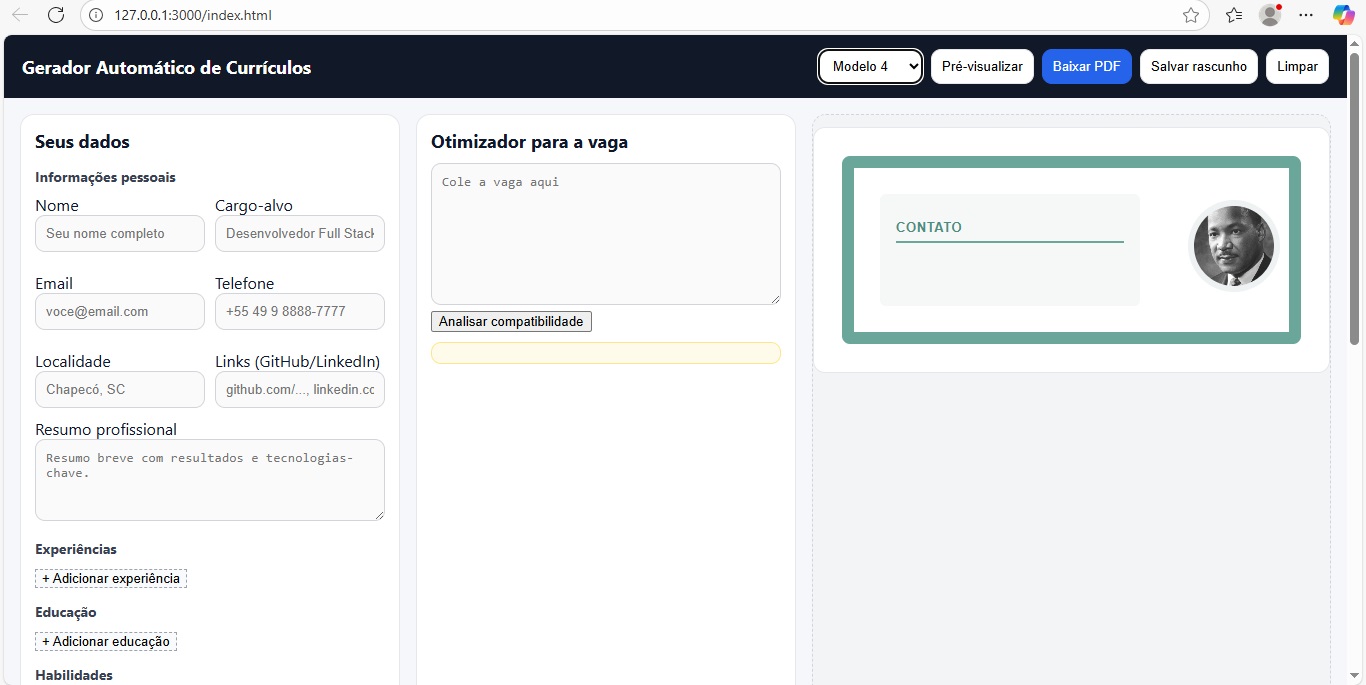 127.0.0.1:3000/index.html
Gerador Automático de Currículos
Modelo 4
Pré-visualizar
Baixar PDF
Salvar rascunho
Limpar
Seus dados
Informações pessoais
Nome
Cargo-alvo
Seu nome completo
Desenvolvedor Full Stack
Email
Telefone
voce@email.com
+55 49 9 8888-7777
Localidade
Links (GitHub/LinkedIn)
Chapecó, SC
github.com/..., linkedin.cc
Resumo profissional
Resumo breve com resultados e tecnologias-
chave.
Experiências
+ Adicionar experiência
Educação
+ Adicionar educação
Habilidades
Otimizador para a vaga
Cole a vaga aqui
Analisar compatibilidade
CONTATO